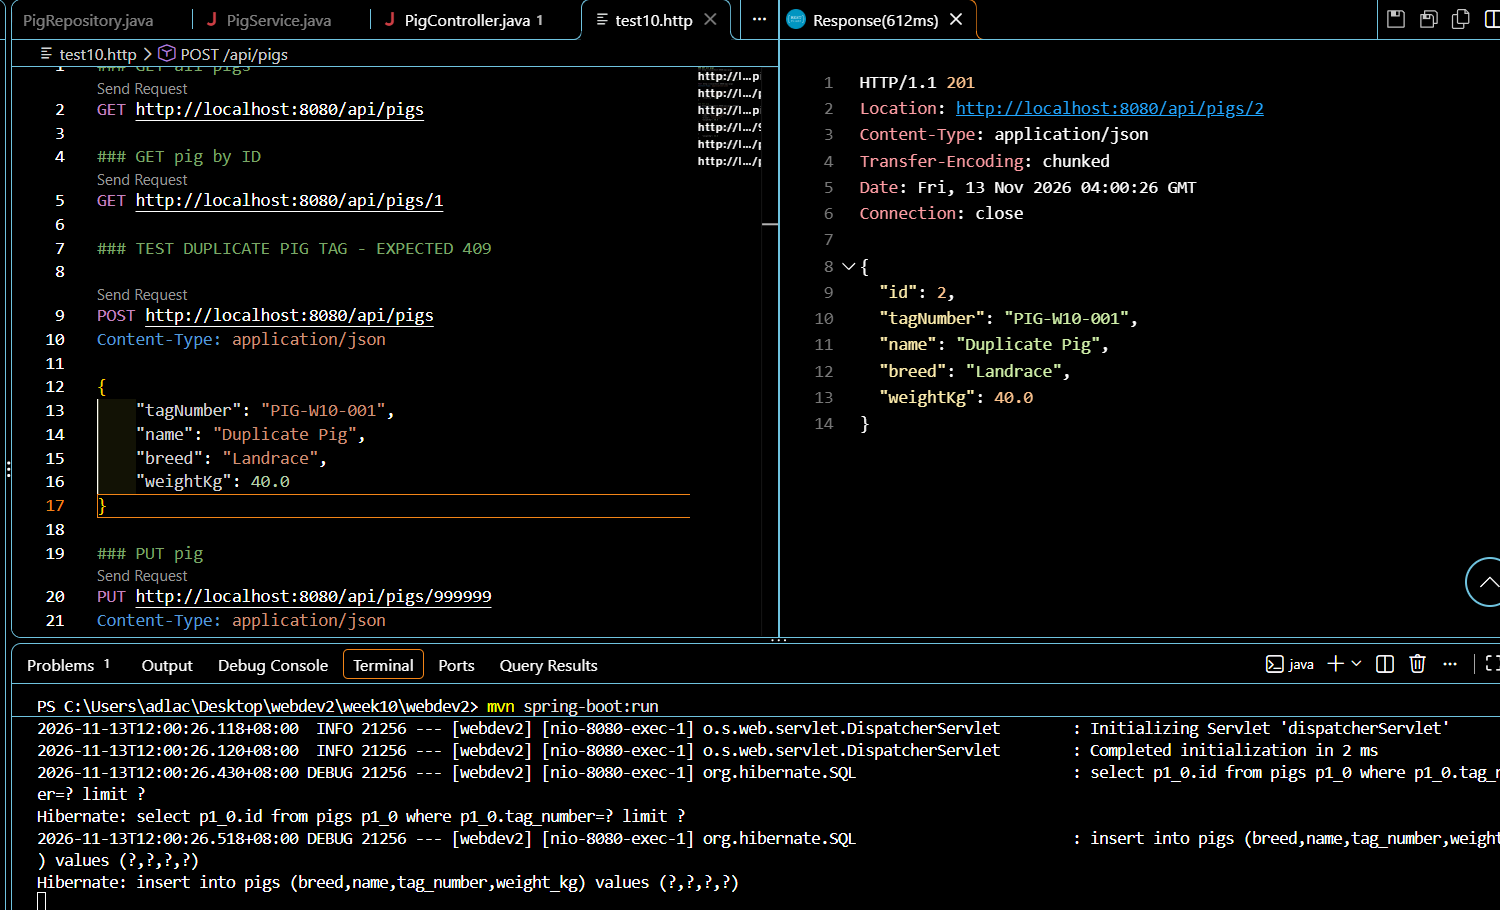 PigRepository.java
PigService.java
PigController.java 1
test10.http
Response(612ms)
test10.http > POST /api/pigs
1 ### GET all pigs
Send Request
2 GET http://localhost:8080/api/pigs
3
4 ### GET pig by ID
Send Request
5 GET http://localhost:8080/api/pigs/1
6
7 ### TEST DUPLICATE PIG TAG - EXPECTED 409
8
Send Request
9 POST http://localhost:8080/api/pigs
10 Content-Type: application/json
11
12 {
13 "tagNumber": "PIG-W10-001",
14 "name": "Duplicate Pig",
15 "breed": "Landrace",
16 "weightKg": 40.0
17 }
18
19 ### PUT pig
Send Request
20 PUT http://localhost:8080/api/pigs/999999
21 Content-Type: application/json
http://l...p
http://l.../p
http://l...p
http://l.../9
http://l.../p
http://l.../p
1 HTTP/1.1 201
2 Location: http://localhost:8080/api/pigs/2
3 Content-Type: application/json
4 Transfer-Encoding: chunked
5 Date: Fri, 13 Nov 2026 04:00:26 GMT
6 Connection: close
7
8 {
9 "id": 2,
10 "tagNumber": "PIG-W10-001",
11 "name": "Duplicate Pig",
12 "breed": "Landrace",
13 "weightKg": 40.0
14 }
Problems 1 Output Debug Console Terminal Ports Query Results
java
PS C:\Users\adlac\Desktop\webdev2\week10\webdev2> mvn spring-boot:run
2026-11-13T12:00:26.118+08:00 INFO 21256 --- [webdev2] [nio-8080-exec-1] o.s.web.servlet.DispatcherServlet : Initializing Servlet 'dispatcherServlet'
2026-11-13T12:00:26.120+08:00 INFO 21256 --- [webdev2] [nio-8080-exec-1] o.s.web.servlet.DispatcherServlet : Completed initialization in 2 ms
2026-11-13T12:00:26.430+08:00 DEBUG 21256 --- [webdev2] [nio-8080-exec-1] org.hibernate.SQL : select p1_0.id from pigs p1_0 where p1_0.tag_n
er=? limit ?
Hibernate: select p1_0.id from pigs p1_0 where p1_0.tag_number=? limit ?
2026-11-13T12:00:26.518+08:00 DEBUG 21256 --- [webdev2] [nio-8080-exec-1] org.hibernate.SQL : insert into pigs (breed,name,tag_number,weight
) values (?,?,?,?)
Hibernate: insert into pigs (breed,name,tag_number,weight_kg) values (?,?,?,?)